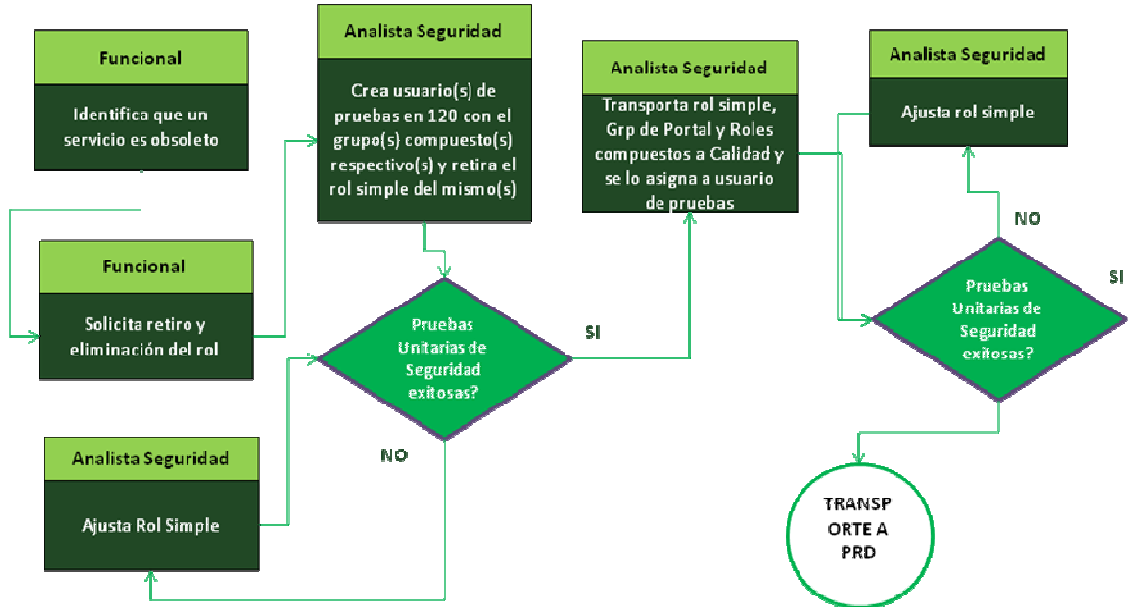 Funcional
Identifica que un
servicio es obsoleto
Funcional
Solicita retiro y
eliminación del rol
Analista Seguridad
Ajusta Rol Simple
Analista Seguridad
Crea usuario(s) de
pruebas en 120 con el
grupo(s) compuesto(s)
respectivo(s) y retira el
rol simple del mismo(s)
Pruebas
Unitarias de
Seguridad
exitosas?
NO
SI
Analista Seguridad
Transporta rol simple,
Grp de Portal y Roles
compuestos a Calidad y
se lo asigna a usuario
de pruebas
Analista Seguridad
Ajusta rol simple
NO
SI
Pruebas
Unitarias de
Seguridad
exitosas?
TRANSP
ORTE A
PRD